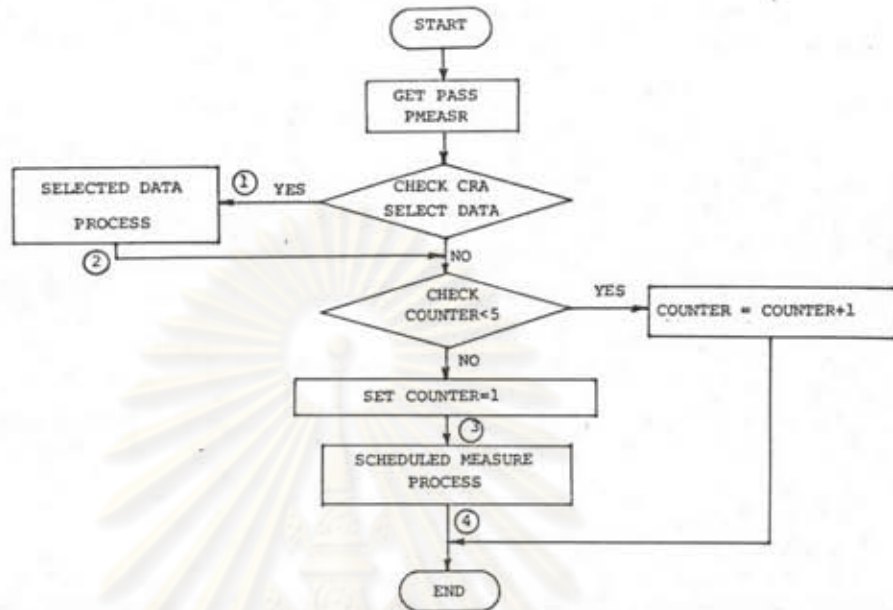 START
GET PASS
PMEASR
CHECK CRA
SELECT DATA
① YES
SELECTED DATA
PROCESS
②
NO
CHECK
COUNTER<5
YES
COUNTER = COUNTER+1
NO
SET COUNTER=1
③
SCHEDULED MEASURE
PROCESS
④
END